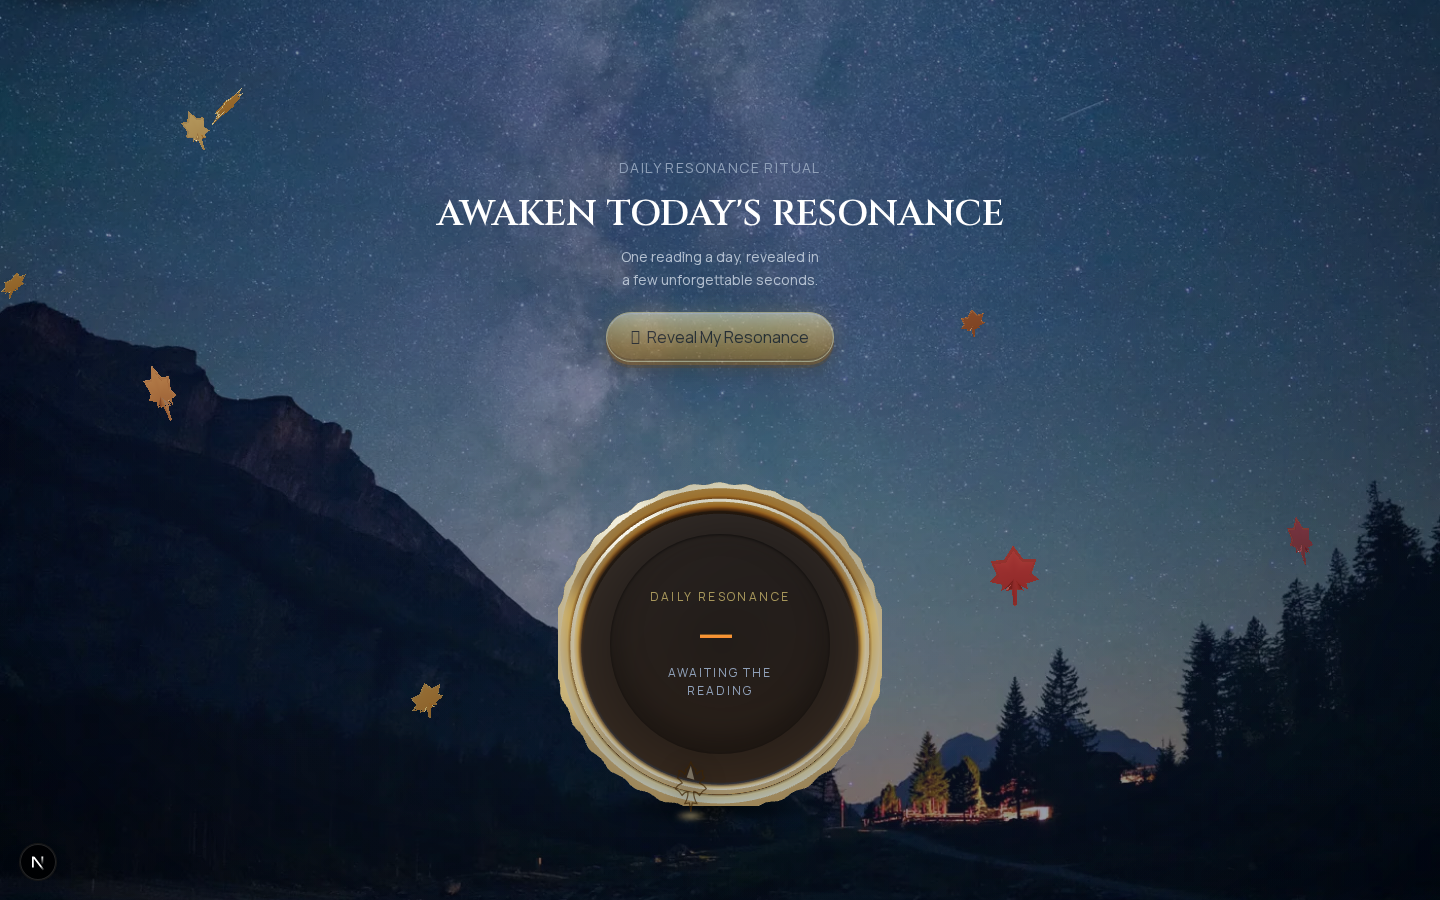 DAILY RESONANCE RITUAL
AWAKEN TODAY'S RESONANCE
One reading a day, revealed in
a few unforgettable seconds.
Reveal My Resonance
DAILY RESONANCE
AWAITING THE
READING
N